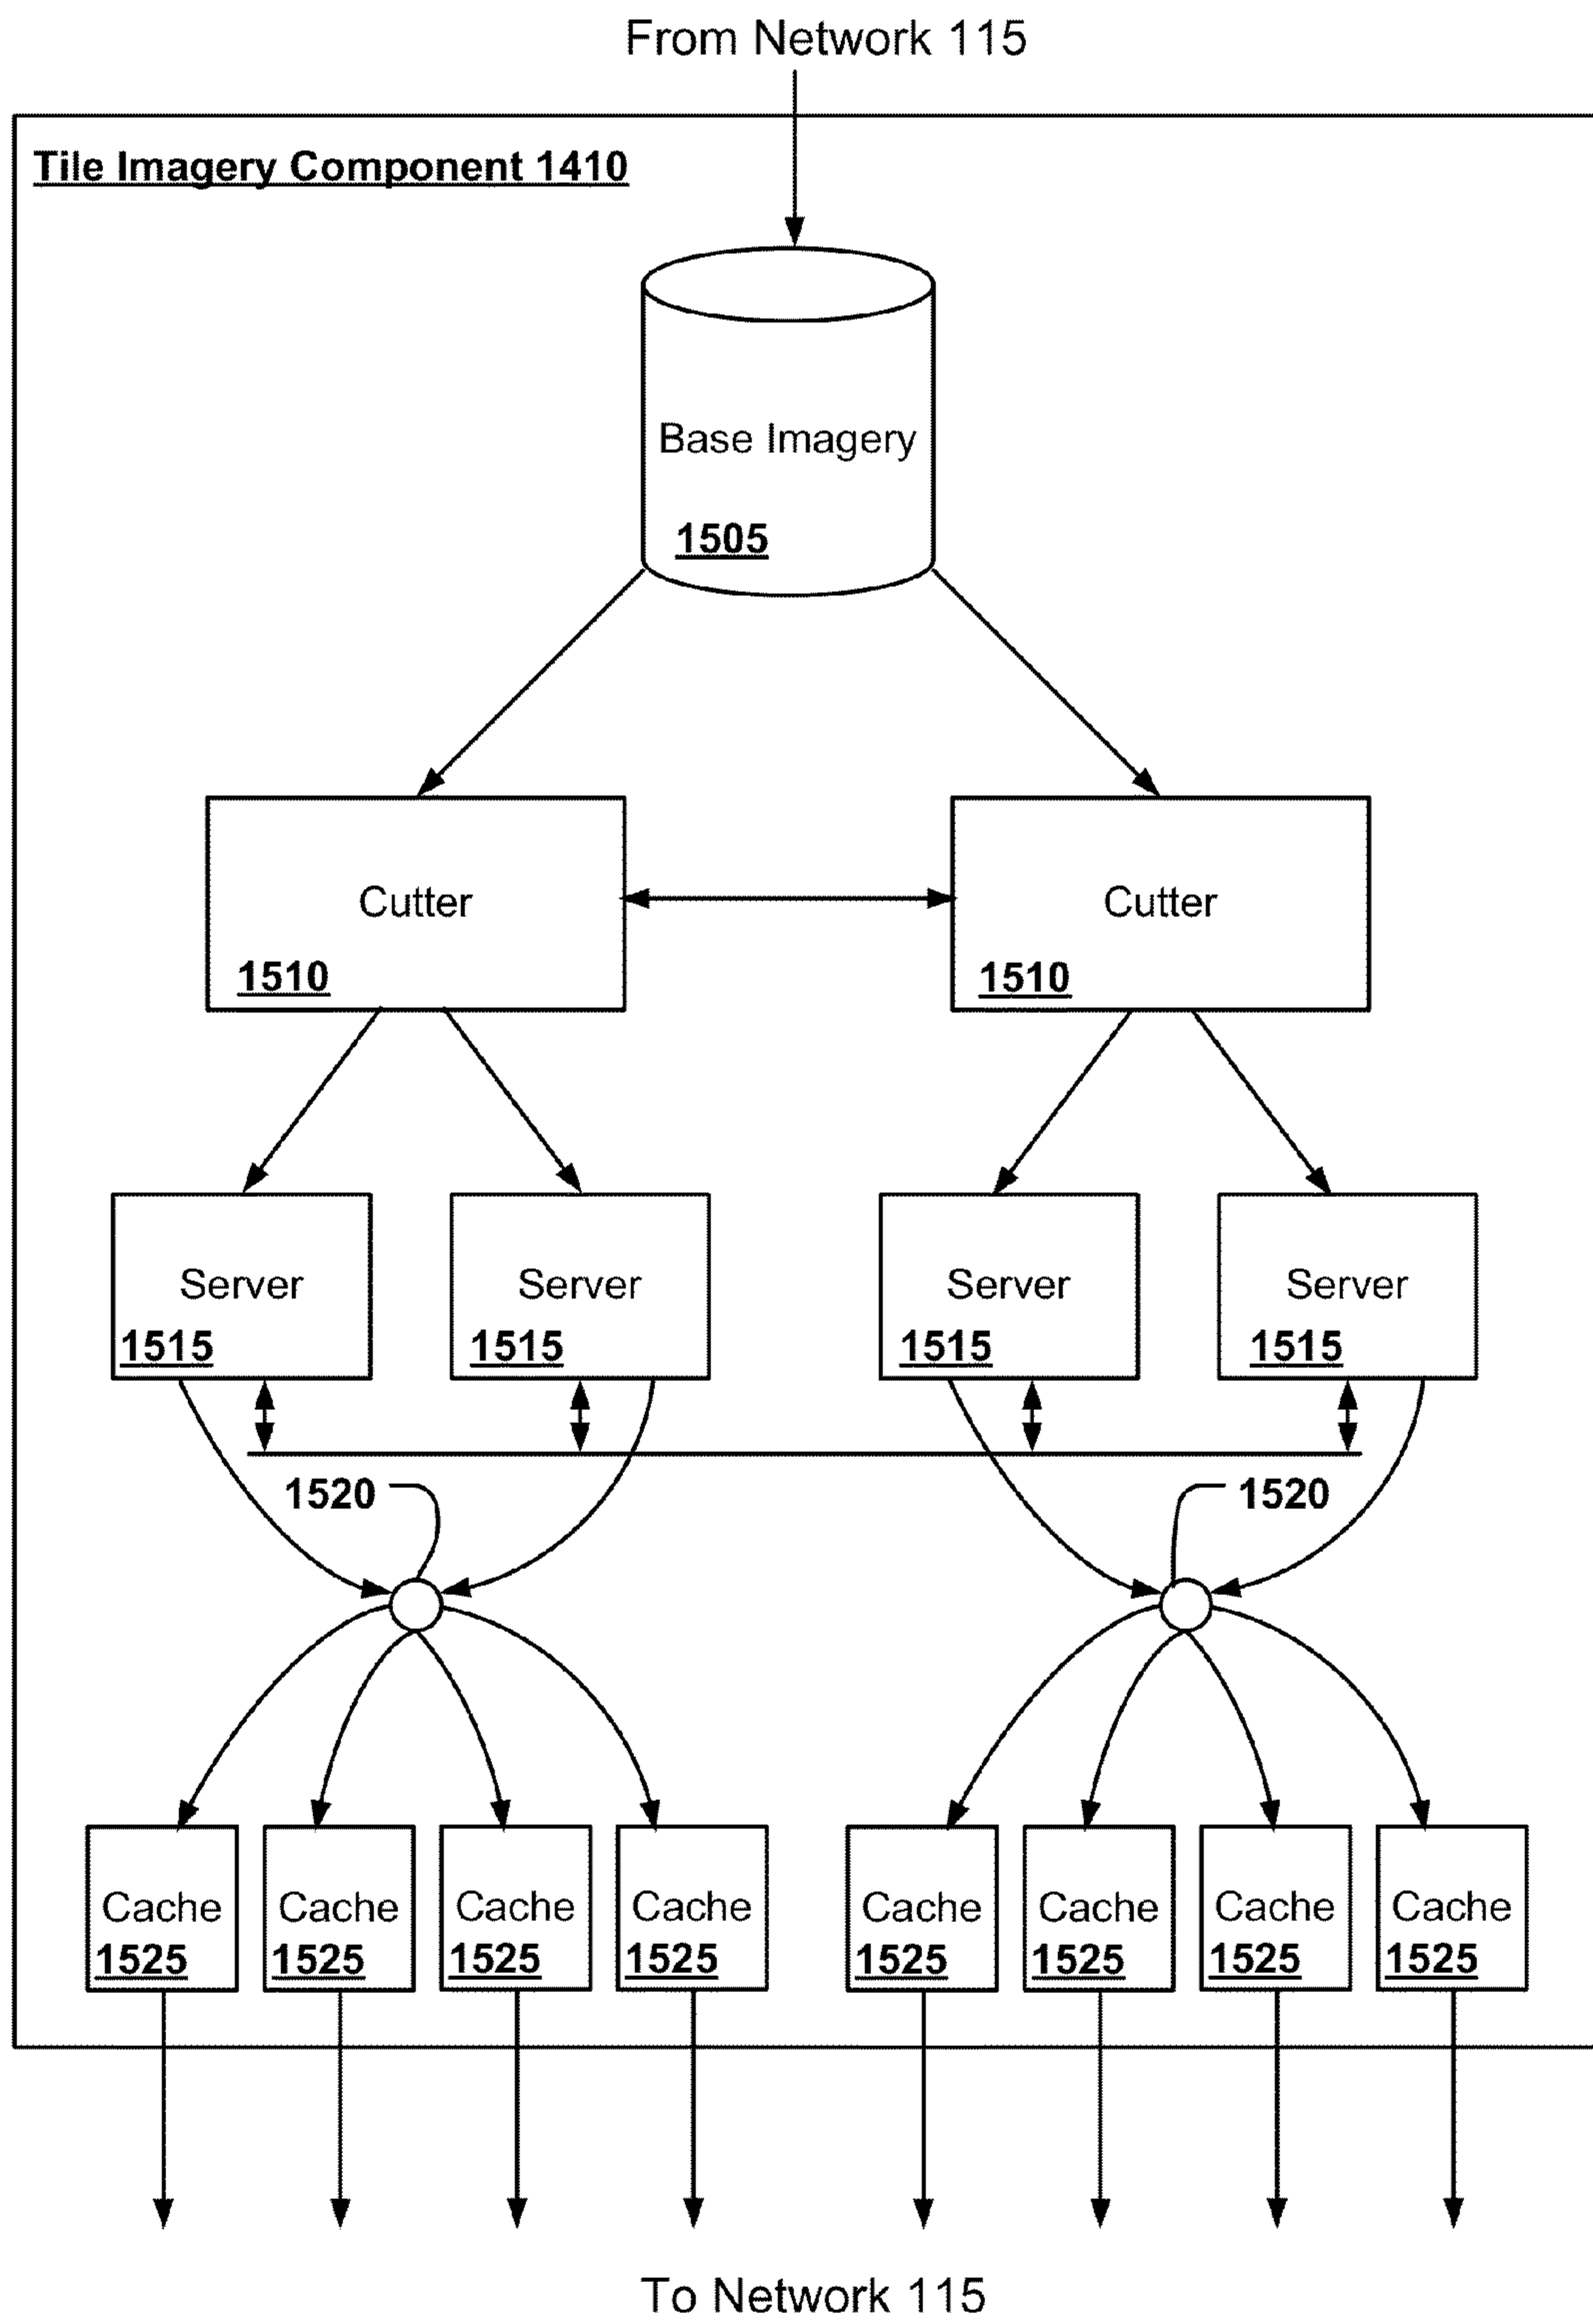 From Network 115
Tile Imagery Component 1410
Base Imagery
1505
Cutter
1510
Cutter
1510
Server
1515
Server
1515
Server
1515
Server
1515
1520
1520
Cache
1525
Cache
1525
Cache
1525
Cache
1525
Cache
1525
Cache
1525
Cache
1525
Cache
1525
To Network 115